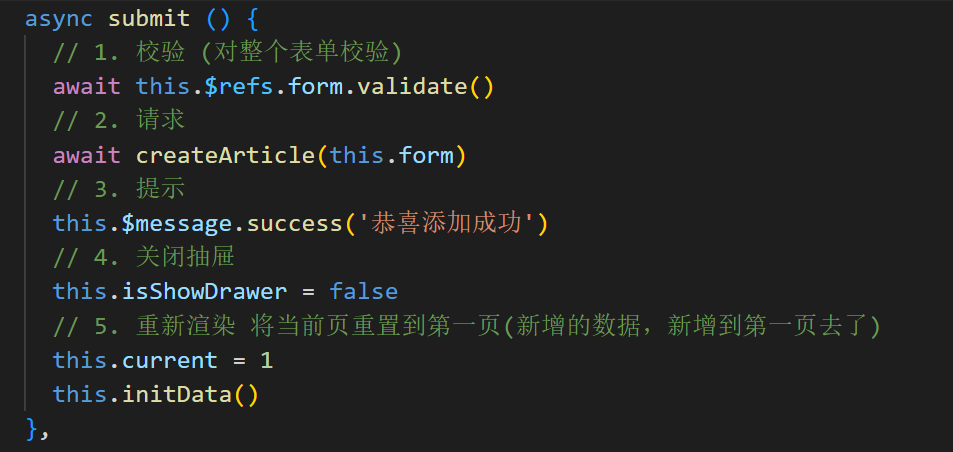 async submit () {
  // 1. 校验 (对整个表单校验)
  await this.$refs.form.validate()
  // 2. 请求
  await createArticle(this.form)
  // 3. 提示
  this.$message.success('恭喜添加成功')
  // 4. 关闭抽屉
  this.isShowDrawer = false
  // 5. 重新渲染 将当前页重置到第一页(新增的数据，新增到第一页去了)
  this.current = 1
  this.initData()
},